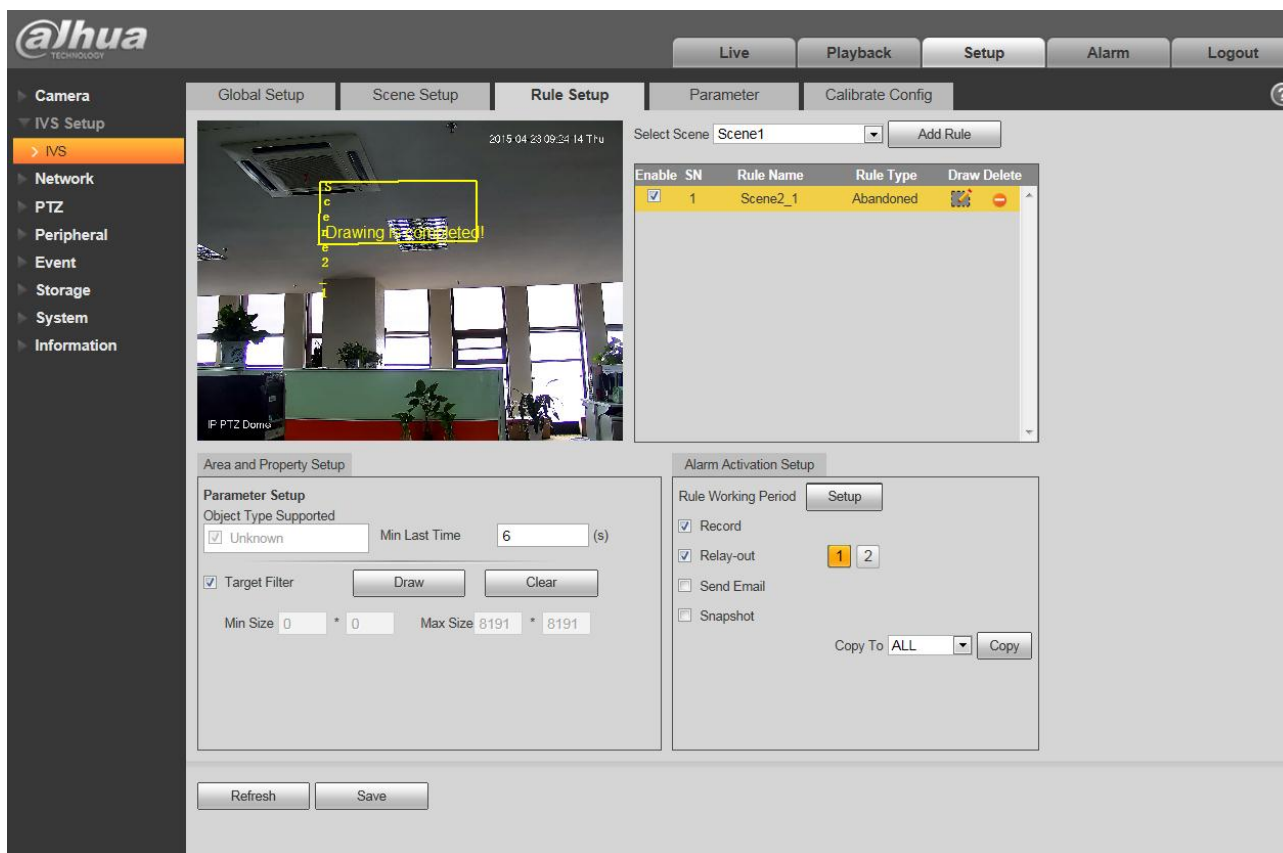 alhua
TECHNOLOGY
Live Playback Setup Alarm Logout
Camera
IVS Setup
> IVS
Network
PTZ
Peripheral
Event
Storage
System
Information
Global Setup Scene Setup Rule Setup Parameter Calibrate Config ?
2015 04 23 09:24 14 Thu
Scene2_1
Drawing is completed!
IP PTZ Dome
Select Scene Scene1 Add Rule
Enable SN Rule Name Rule Type Draw Delete
1 Scene2_1 Abandoned
Area and Property Setup
Parameter Setup
Object Type Supported
Unknown Min Last Time 6 (s)
Target Filter Draw Clear
Min Size 0 * 0 Max Size 8191 * 8191
Alarm Activation Setup
Rule Working Period Setup
Record
Relay-out 1 2
Send Email
Snapshot
Copy To ALL Copy
Refresh Save